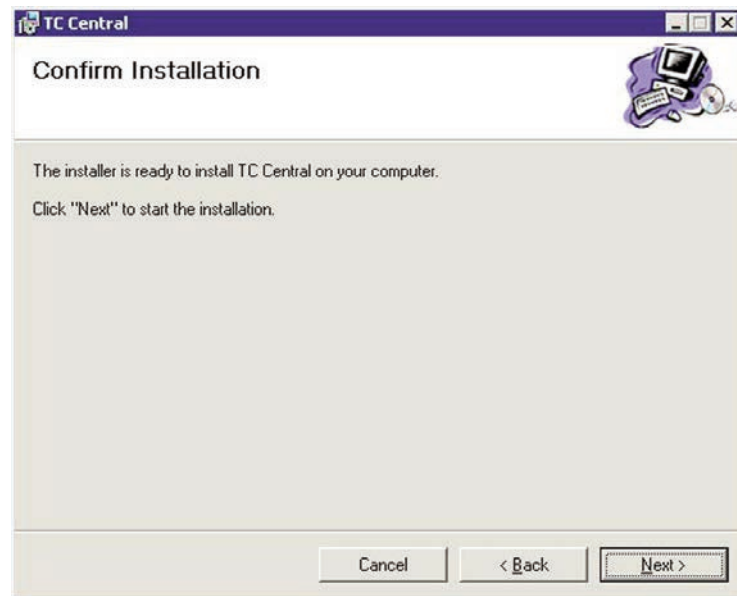 TC Central
Confirm Installation
The installer is ready to install TC Central on your computer.
Click "Next" to start the installation.
Cancel
< Back
Next >